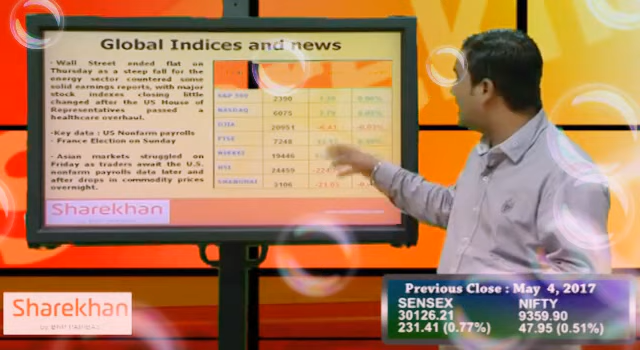 Sharekhan
Global Indices and news
• Wall Street ended flat on
Thursday as a steep fall for the
energy sector countered some
solid earnings reports, with major
stock indexes closing little
changed after the US House of
Representatives passed a
healthcare overhaul.
• Key data : US Nonfarm payrolls
• France Election on Sunday
• Asian markets struggled on
Friday as traders await the U.S.
nonfarm payrolls data later and
after drops in commodity prices
overnight.
S&P 500 2390
NASDAQ 6075
DJIA 20951 -6.43
FTSE 7248
NIKKEI 19446
HSI 24459
SHANGHAI 3106
Sharekhan
Sharekhan
Previous Close : May 4, 2017
SENSEX NIFTY
30126.21 9359.90
231.41 (0.77%) 47.95 (0.51%)